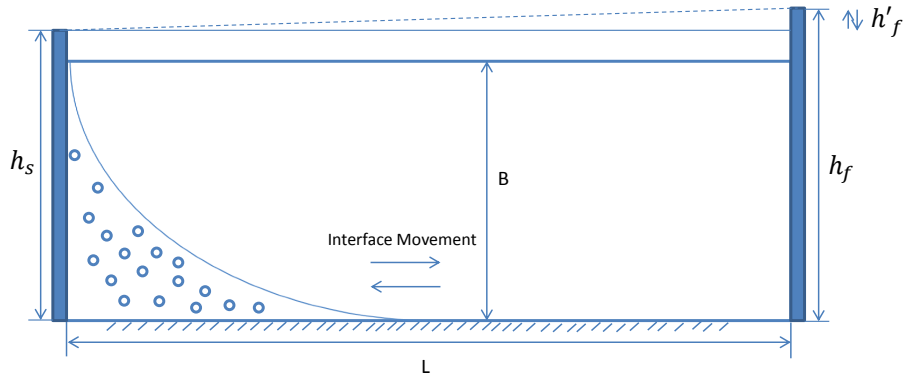 h′f
hs
B
hf
Interface Movement
L